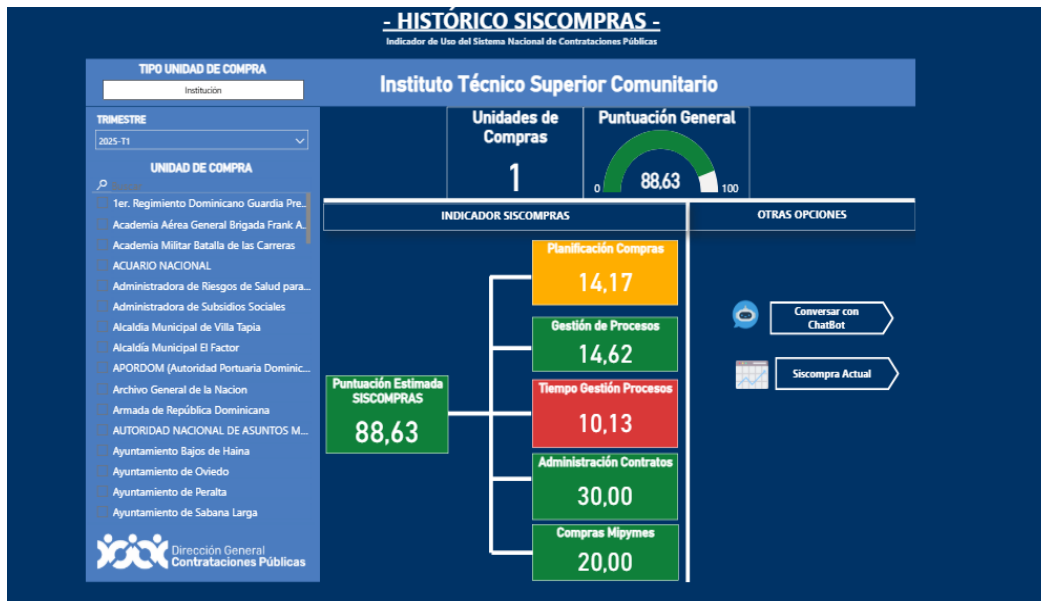 - HISTÓRICO SISCOMPRAS -
Indicador de Uso del Sistema Nacional de Contrataciones Públicas
TIPO UNIDAD DE COMPRA
Institución
Instituto Técnico Superior Comunitario
TRIMESTRE
2025-T1
UNIDAD DE COMPRA
1er. Regimiento Dominicano Guardia Pre...
Academia Aérea General Brigada Frank A...
Academia Militar Batalla de las Carreras
ACUARIO NACIONAL
Administradora de Riesgos de Salud para...
Administradora de Subsidios Sociales
Alcaldia Municipal de Villa Tapia
Alcaldía Municipal El Factor
APORDOM (Autoridad Portuaria Dominic...
Archivo General de la Nacion
Armada de República Dominicana
AUTORIDAD NACIONAL DE ASUNTOS M...
Ayuntamiento Bajos de Haina
Ayuntamiento de Oviedo
Ayuntamiento de Peralta
Ayuntamiento de Sabana Larga
Dirección General
Contrataciones Públicas
Unidades de
Compras
1
Puntuación General
88,63
0
100
INDICADOR SISCOMPRAS
Puntuación Estimada
SISCOMPRAS
88,63
Planificación Compras
14,17
Gestión de Procesos
14,62
Tiempo Gestión Procesos
10,13
Administración Contratos
30,00
Compras Mipymes
20,00
OTRAS OPCIONES
Conversar con
ChatBot
Siscompra Actual